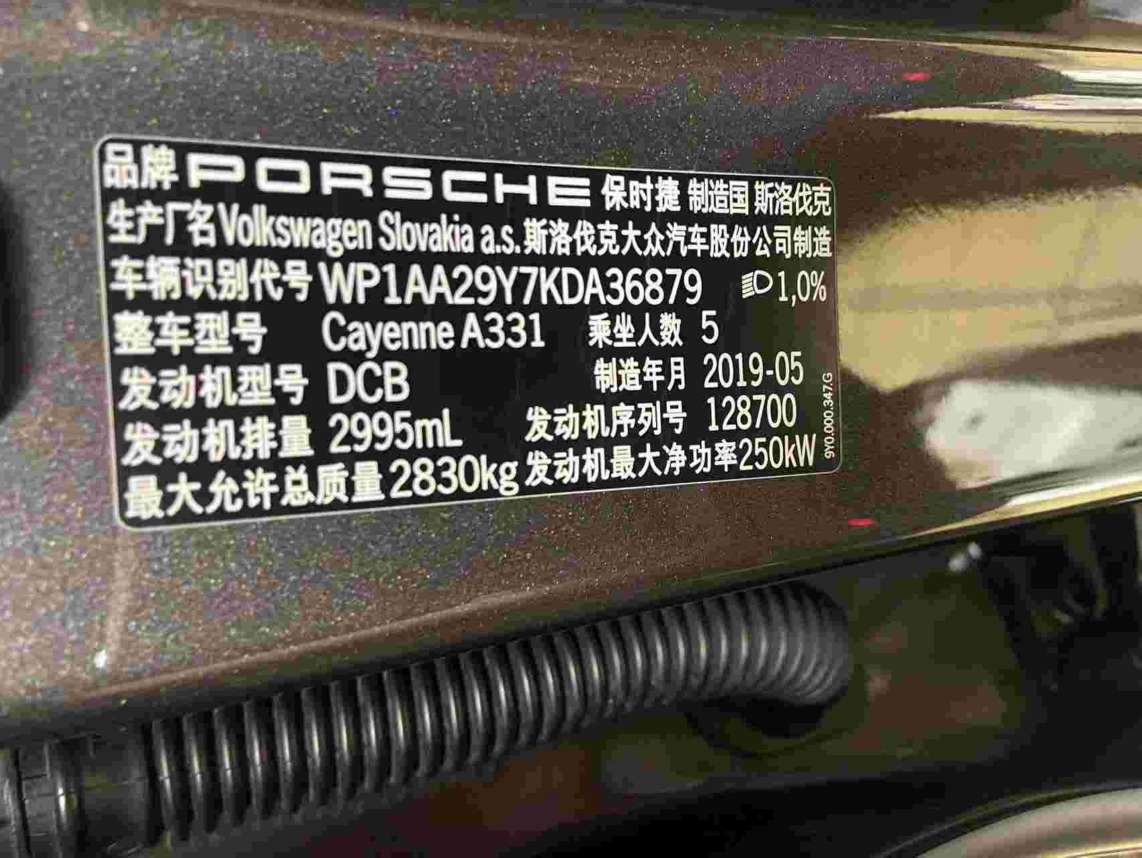 品牌 PORSCHE 保时捷 制造国 斯洛伐克
生产厂名 Volkswagen Slovakia a.s. 斯洛伐克大众汽车股份公司制造
车辆识别代号 WP1AA29Y7KDA36879 1,0%
整车型号 Cayenne A331 乘坐人数 5
发动机型号 DCB 制造年月 2019-05
发动机排量 2995mL 发动机序列号 128700
最大允许总质量 2830kg 发动机最大净功率 250kW
9Y0.000.347.G